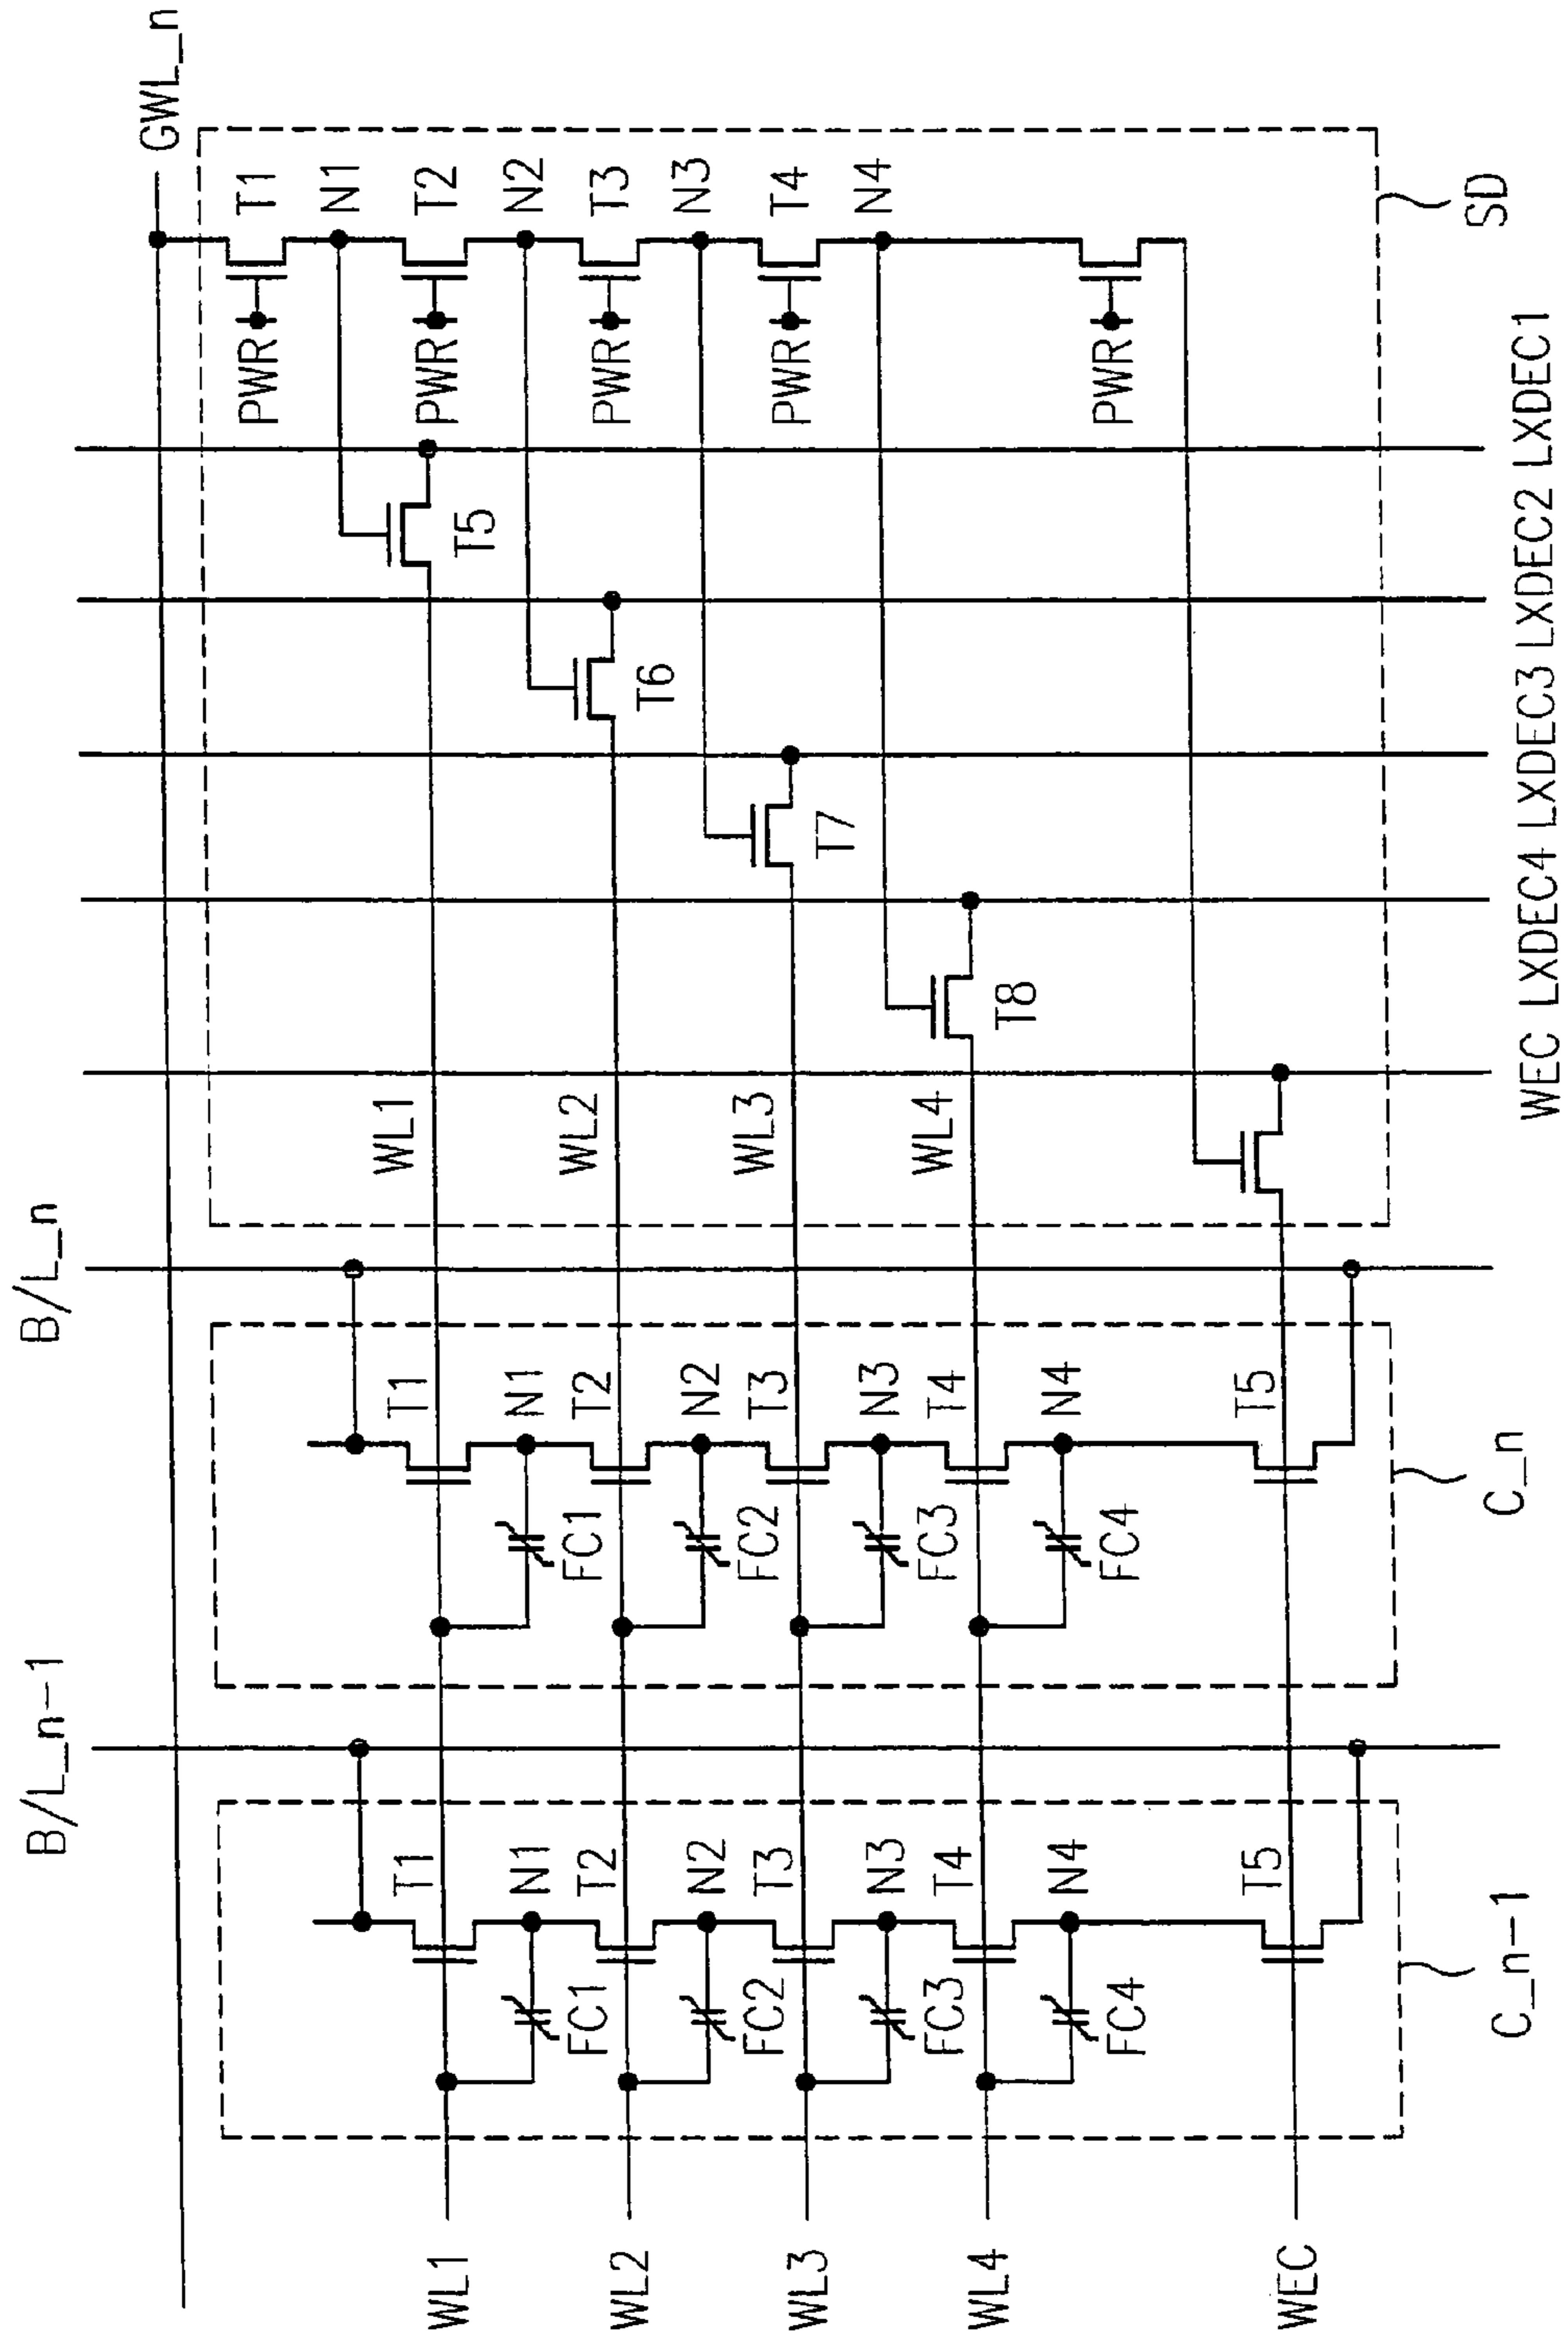 GWL_n
T1
N1
T2
N2
T3
N3
T4
N4
PWR
PWR
PWR
PWR
PWR
SD
T5
T6
T7
T8
WL1
WL2
WL3
WL4
WEC LXDEC4 LXDEC3 LXDEC2 LXDEC1
B/L_n
T1
N1
T2
N2
T3
N3
T4
N4
T5
FC1
FC2
FC3
FC4
C_n
B/L_n-1
T1
N1
T2
N2
T3
N3
T4
N4
T5
FC1
FC2
FC3
FC4
C_n-1
WL1
WL2
WL3
WL4
WEC